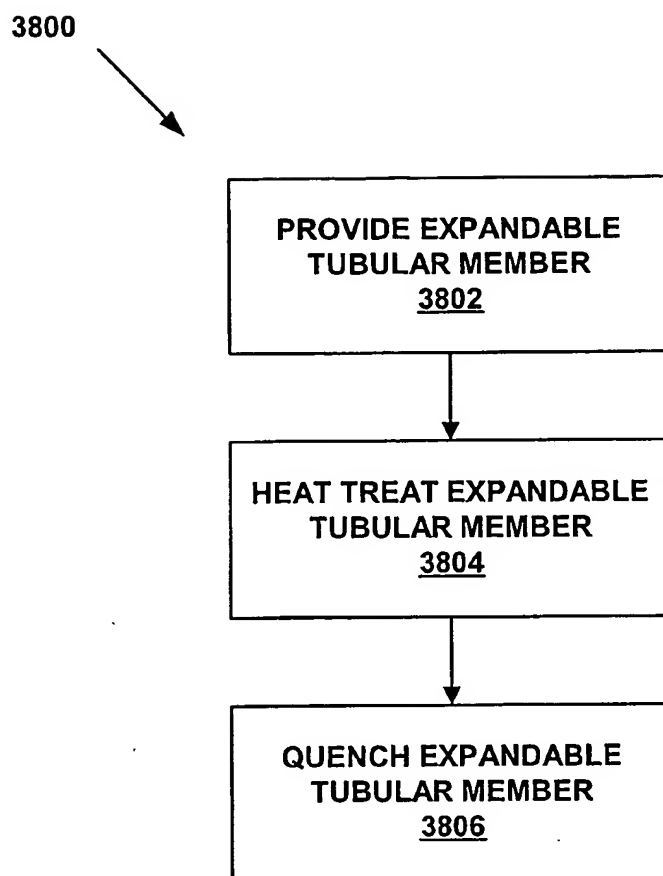 3800
PROVIDE EXPANDABLE
TUBULAR MEMBER
3802
HEAT TREAT EXPANDABLE
TUBULAR MEMBER
3804
QUENCH EXPANDABLE
TUBULAR MEMBER
3806